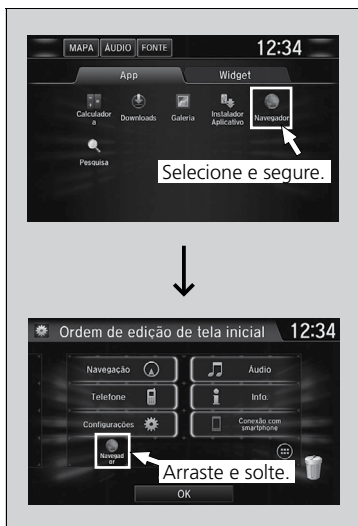 MAPA ÁUDIO FONTE 12:34
App Widget
Calculador
a
Downloads
Galeria
Instalador
Aplicativo
Navegador
Pesquisa
Selecione e segure.
Ordem de edição de tela inicial 12:34
Navegação
Áudio
Telefone
Info.
Configurações
Conexão com
smartphone
Navegad
or
Arraste e solte.
OK